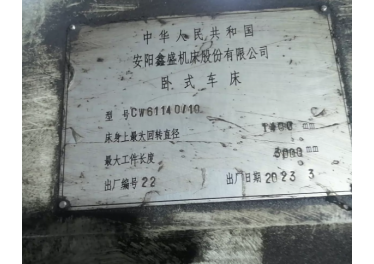 中华人民共和国
安阳鑫盛机床股份有限公司
卧式车床
型号CW61140/10 C
床身上最大回转直径 mm
最大工件长度 mm
出厂编号22 出厂日期2023 3